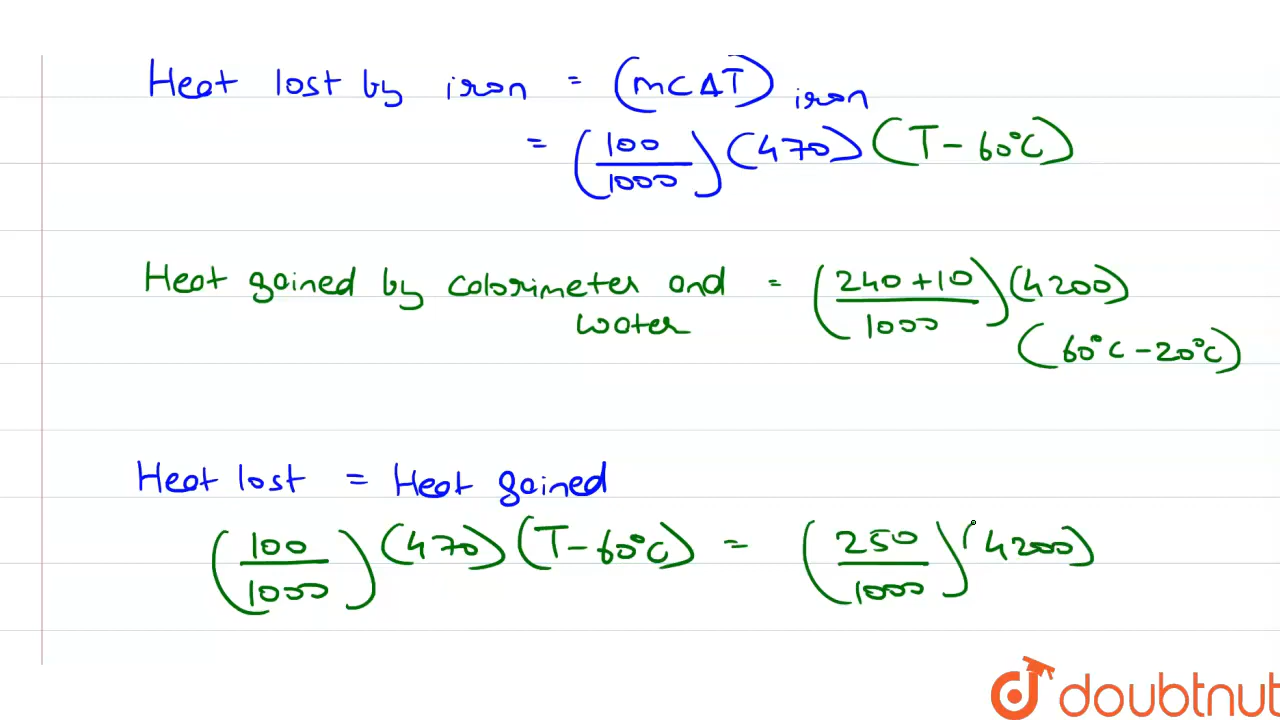 Heat lost by iron = (mcΔT) iron
= (100/1000) (470) (T - 60°C)
Heat gained by calorimeter and water = (240+10/1000) (4200)
(60°C - 20°C)
Heat lost = Heat gained
(100/1000) (470) (T - 60°C) = (250/1000) (4200)
doubtnut